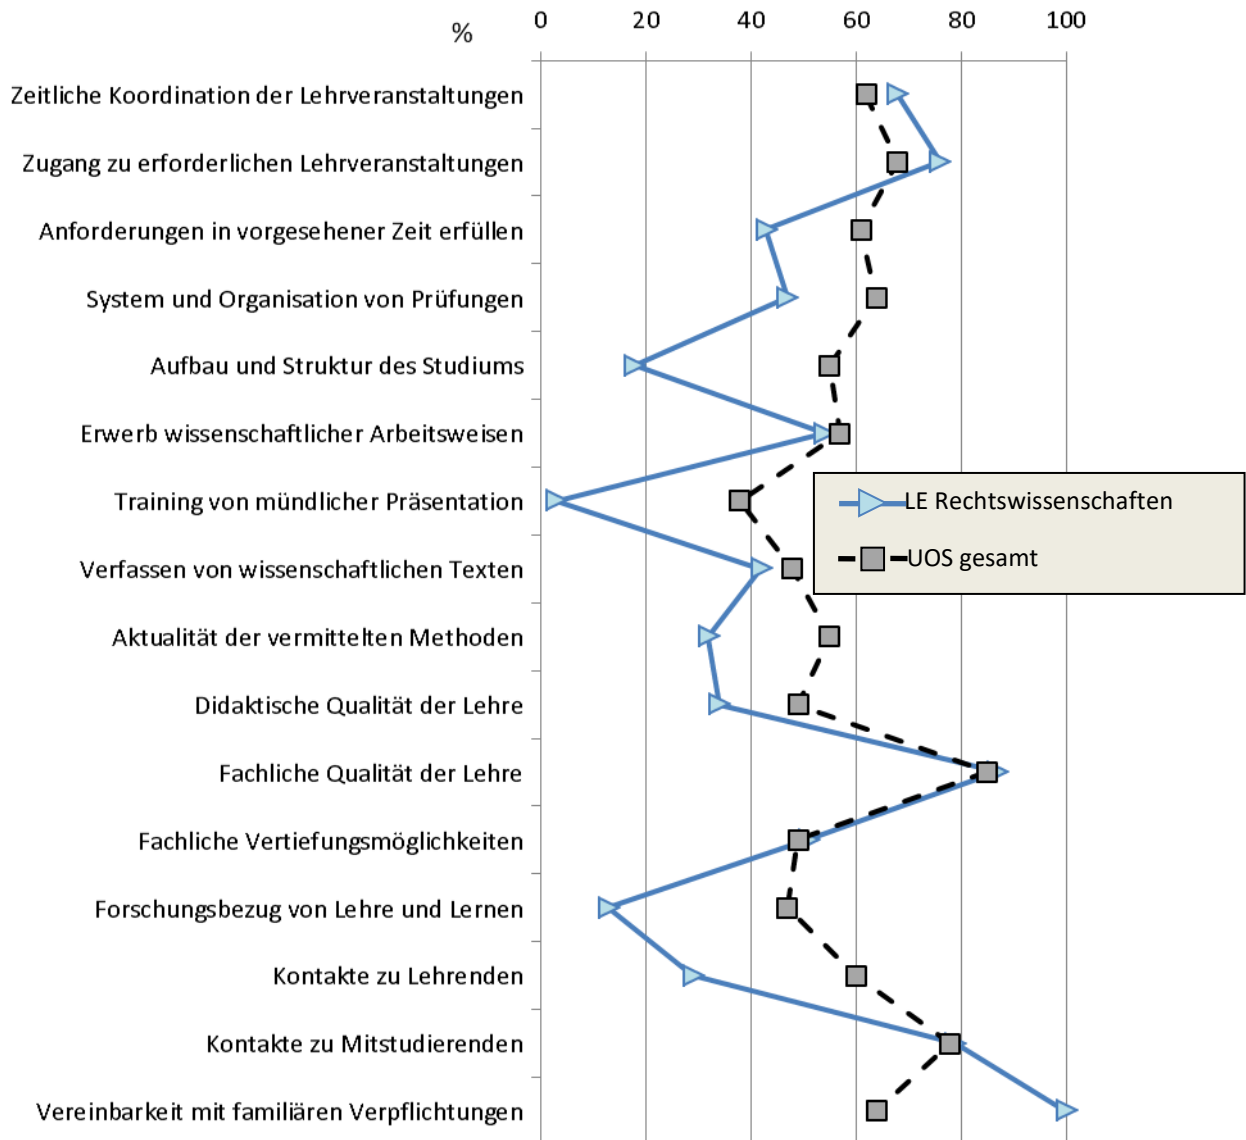 % 0 20 40 60 80 100
Zeitliche Koordination der Lehrveranstaltungen
Zugang zu erforderlichen Lehrveranstaltungen
Anforderungen in vorgesehener Zeit erfüllen
System und Organisation von Prüfungen
Aufbau und Struktur des Studiums
Erwerb wissenschaftlicher Arbeitsweisen
Training von mündlicher Präsentation
Verfassen von wissenschaftlichen Texten
Aktualität der vermittelten Methoden
Didaktische Qualität der Lehre
Fachliche Qualität der Lehre
Fachliche Vertiefungsmöglichkeiten
Forschungsbezug von Lehre und Lernen
Kontakte zu Lehrenden
Kontakte zu Mitstudierenden
Vereinbarkeit mit familiären Verpflichtungen
LE Rechtswissenschaften
UOS gesamt